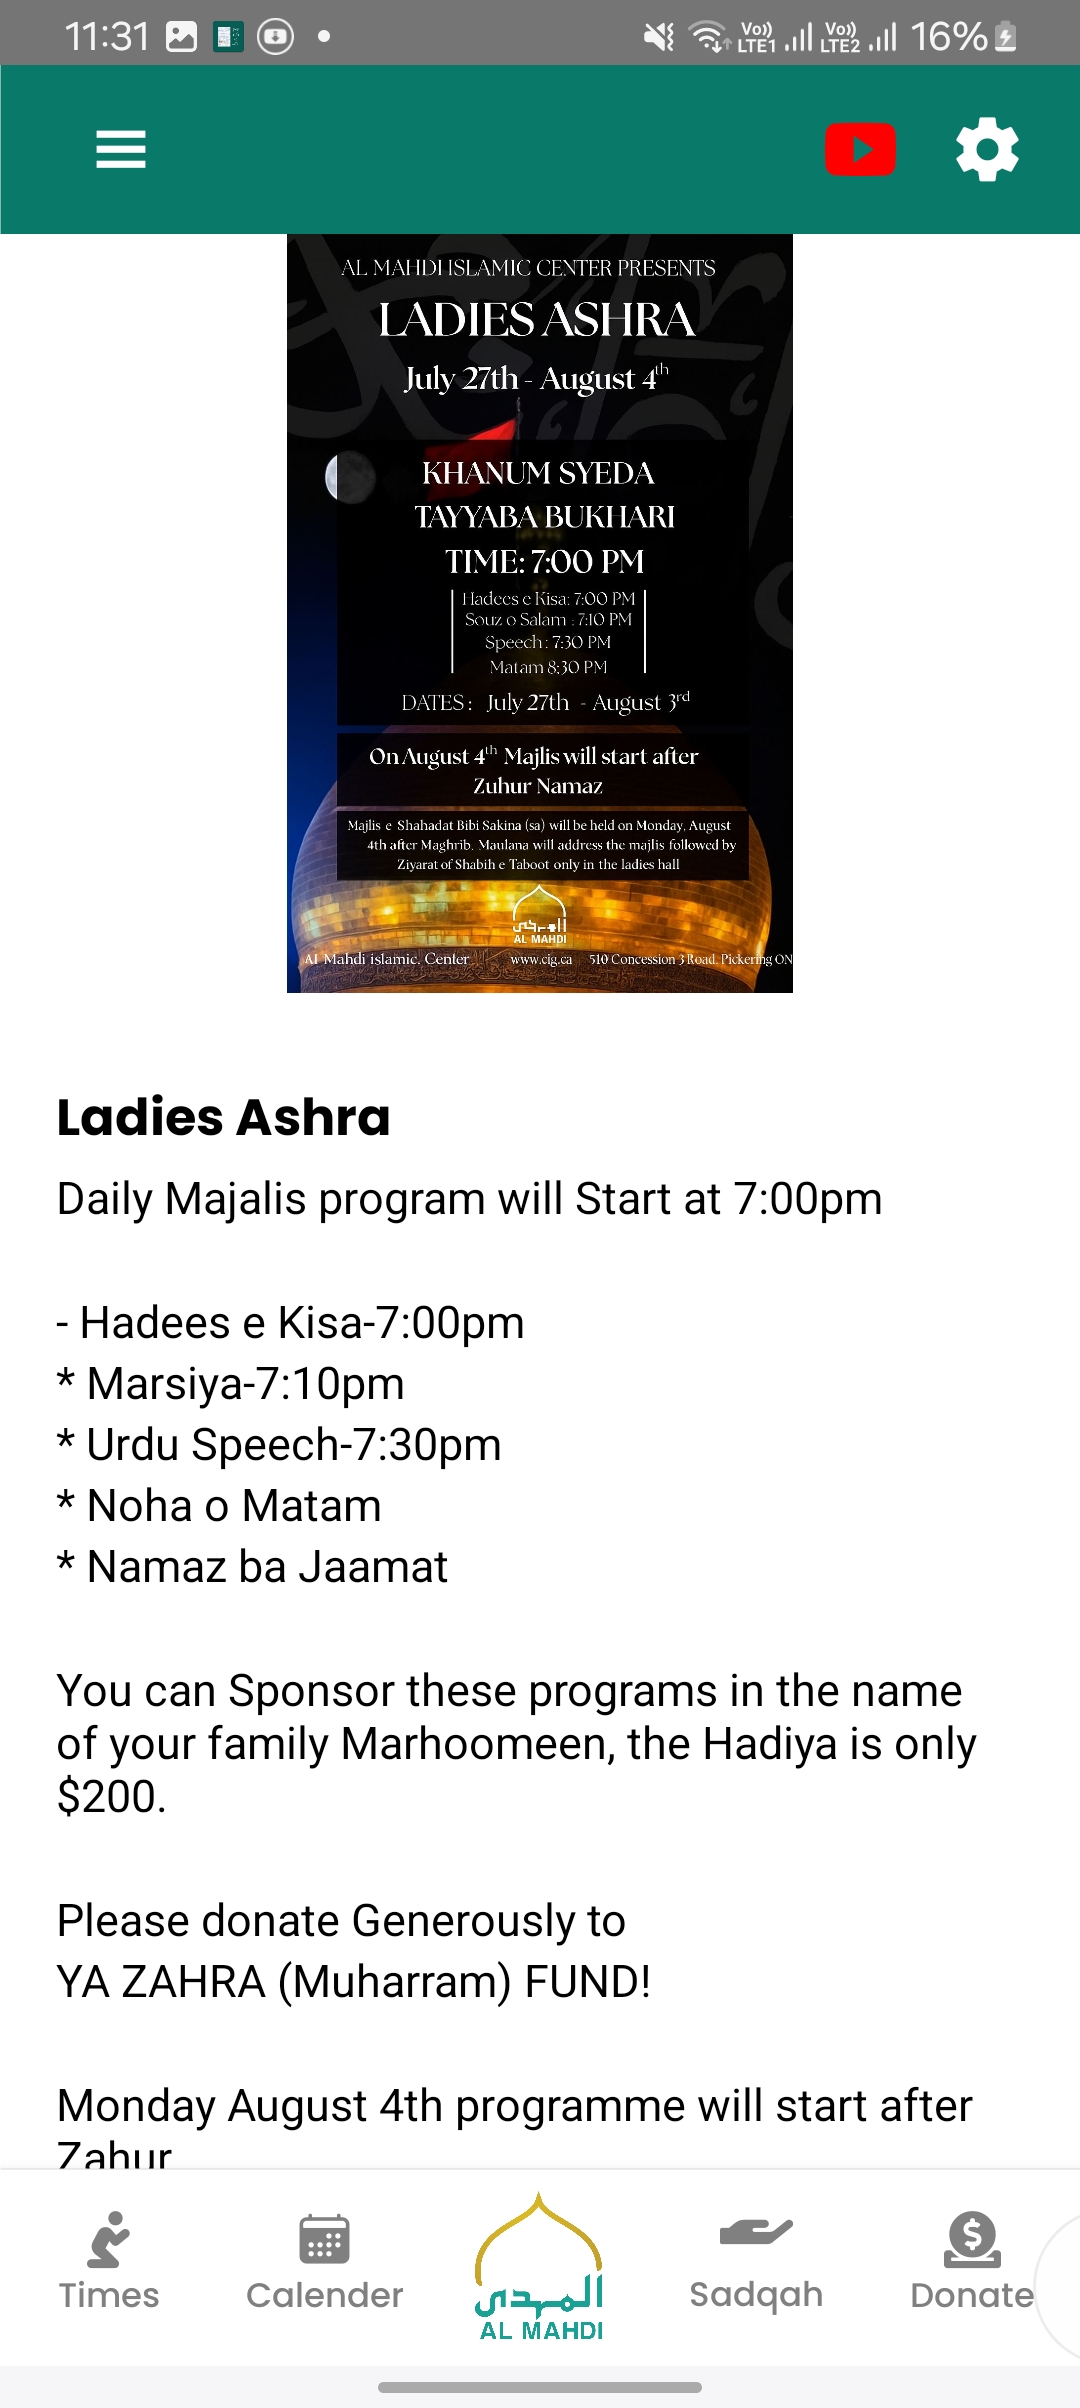 11:31
Vo)) LTE1 Vo)) LTE2 16%
AL MAHDI ISLAMIC CENTER PRESENTS
LADIES ASHRA
July 27th - August 4th
KHANUM SYEDA
TAYYABA BUKHARI
TIME: 7:00 PM
Hadees e Kisa: 7:00 PM
Souz o Salam : 7:10 PM
Speech : 7:30 PM
Matam 8:30 PM
DATES : July 27th - August 3rd
On August 4th Majlis will start after
Zuhur Namaz
Majlis e Shahadat Bibi Sakina (sa) will be held on Monday, August
4th after Maghrib. Maulana will address the majlis followed by
Ziyarat of Shabih e Taboot only in the ladies hall
المهدي
AL MAHDI
Al Mahdi islamic. Center www.cig.ca 510 Concession 3 Road, Pickering ON
Ladies Ashra
Daily Majalis program will Start at 7:00pm
- Hadees e Kisa-7:00pm
* Marsiya-7:10pm
* Urdu Speech-7:30pm
* Noha o Matam
* Namaz ba Jaamat
You can Sponsor these programs in the name
of your family Marhoomeen, the Hadiya is only
$200.
Please donate Generously to
YA ZAHRA (Muharram) FUND!
Monday August 4th programme will start after
Zahur
Times
Calender
المهدي
AL MAHDI
Sadqah
Donate